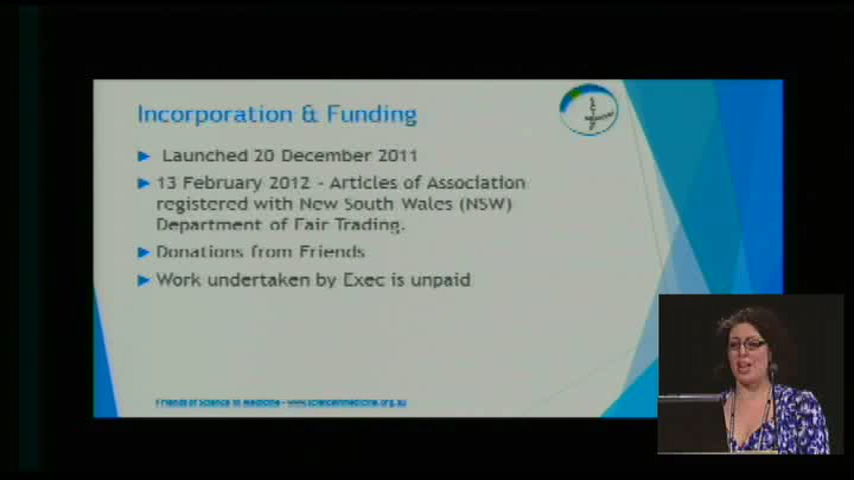 Incorporation & Funding
Launched 20 December 2011
13 February 2012 - Articles of Association
registered with New South Wales (NSW)
Department of Fair Trading.
Donations from Friends
Work undertaken by Exec is unpaid
Friends of Science in Medicine - www.scienceinmedicine.org.au